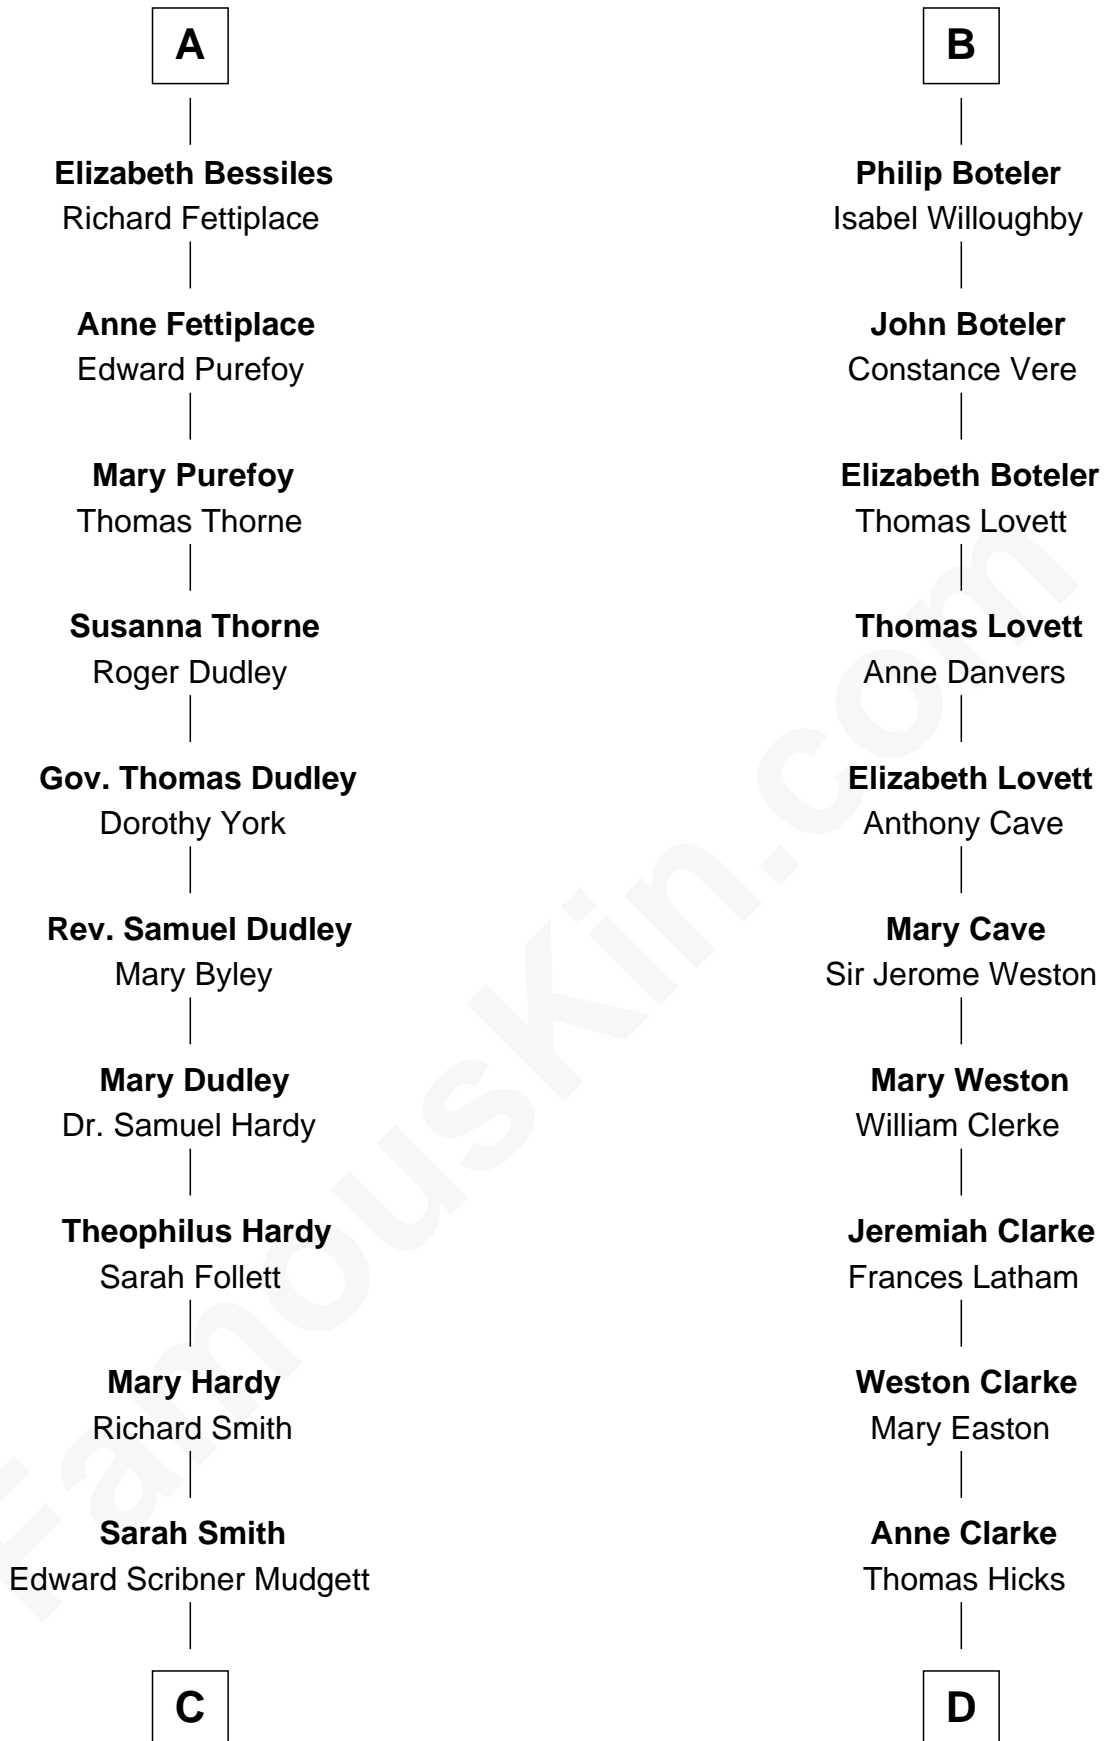 A
Elizabeth Bessiles
Richard Fettiplace
Anne Fettiplace
Edward Purefoy
Mary Purefoy
Thomas Thorne
Susanna Thorne
Roger Dudley
Gov. Thomas Dudley
Dorothy York
Rev. Samuel Dudley
Mary Byley
Mary Dudley
Dr. Samuel Hardy
Theophilus Hardy
Sarah Follett
Mary Hardy
Richard Smith
Sarah Smith
Edward Scribner Mudgett
C
B
Philip Boteler
Isabel Willoughby
John Boteler
Constance Vere
Elizabeth Boteler
Thomas Lovett
Thomas Lovett
Anne Danvers
Elizabeth Lovett
Anthony Cave
Mary Cave
Sir Jerome Weston
Mary Weston
William Clerke
Jeremiah Clarke
Frances Latham
Weston Clarke
Mary Easton
Anne Clarke
Thomas Hicks
D
FamousKin.com